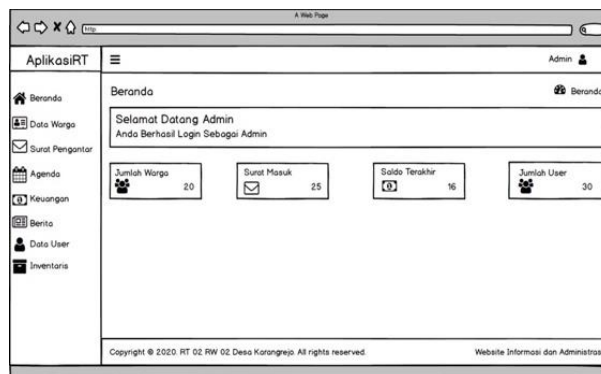 A Web Page
http
AplikasiRT
Admin
Beranda
Data Warga
Surat Pengantar
Agenda
Keuangan
Berita
Data User
Inventaris
Beranda
Beranda
Selamat Datang Admin
Anda Berhasil Login Sebagai Admin
Jumlah Warga
20
Surat Masuk
25
Saldo Terakhir
16
Jumlah User
30
Copyright © 2020. RT 02 RW 02 Desa Karangrejo. All rights reserved.
Website Informasi dan Administras